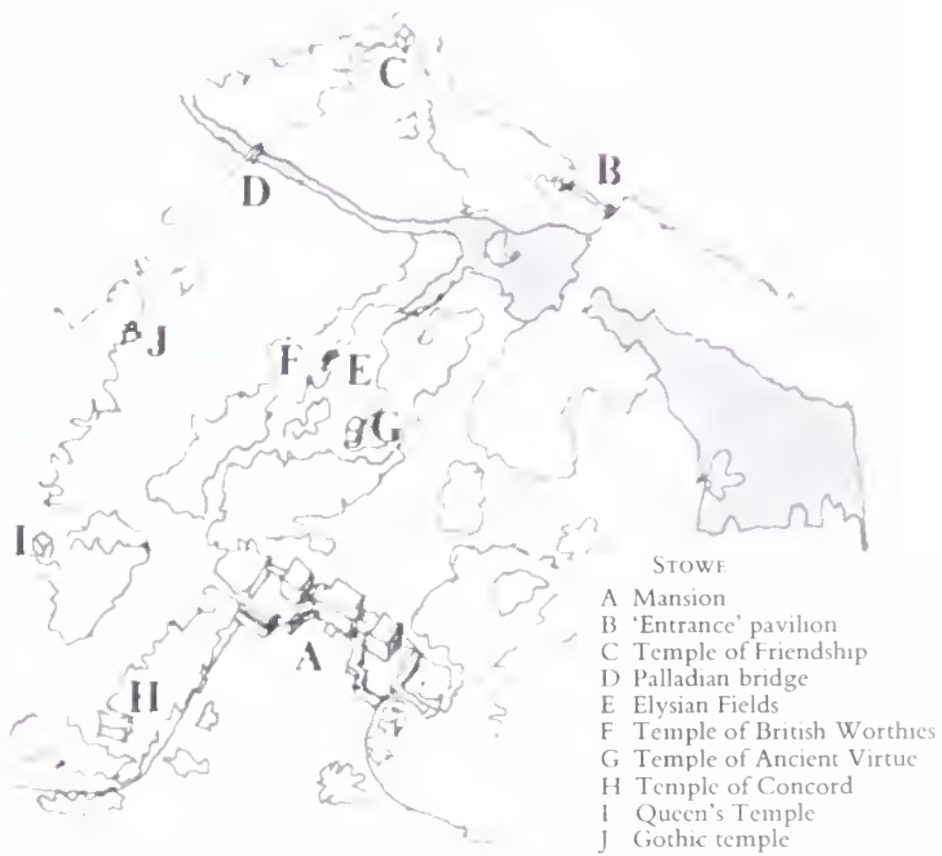 C
B
D
J
F
E
G
I
A
H
STOWE
A Mansion
B 'Entrance' pavilion
C Temple of Friendship
D Palladian bridge
E Elysian Fields
F Temple of British Worthies
G Temple of Ancient Virtue
H Temple of Concord
I Queen's Temple
J Gothic temple